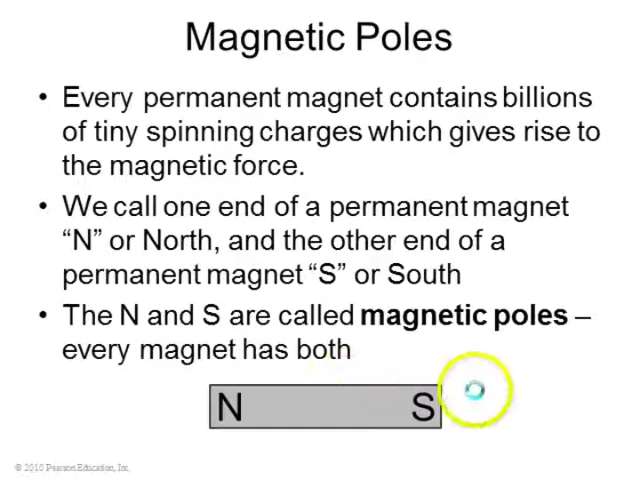 Magnetic Poles
• Every permanent magnet contains billions
of tiny spinning charges which gives rise to
the magnetic force.
• We call one end of a permanent magnet
“N” or North, and the other end of a
permanent magnet “S” or South
• The N and S are called magnetic poles –
every magnet has both
N S
© 2010 Pearson Education, Inc.